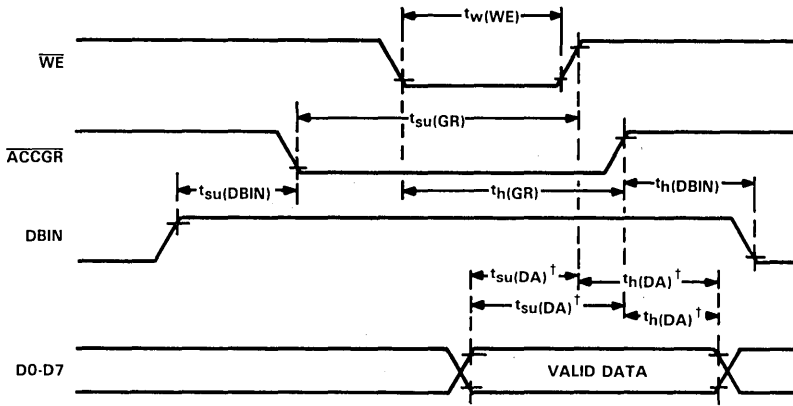 tw(WE)
WE
tsu(GR)
ACCGR
tsu(DBIN)
th(GR)
th(DBIN)
DBIN
tsu(DA)†
th(DA)†
tsu(DA)†
th(DA)†
D0-D7
VALID DATA